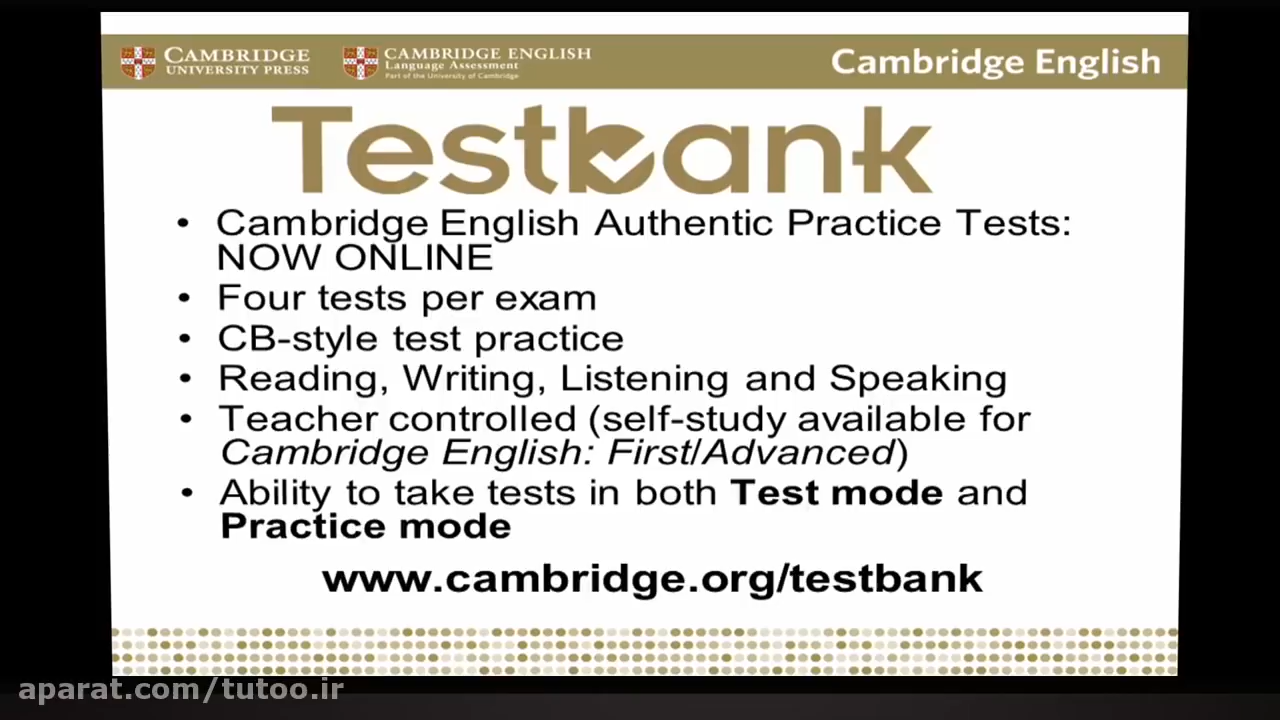 CAMBRIDGE
UNIVERSITY PRESS
CAMBRIDGE ENGLISH
Language Assessment
Part of the University of Cambridge
Cambridge English
Testbank
• Cambridge English Authentic Practice Tests:
NOW ONLINE
• Four tests per exam
• CB-style test practice
• Reading, Writing, Listening and Speaking
• Teacher controlled (self-study available for
Cambridge English: First/Advanced)
• Ability to take tests in both Test mode and
Practice mode
www.cambridge.org/testbank
aparat.com/tutoo.ir